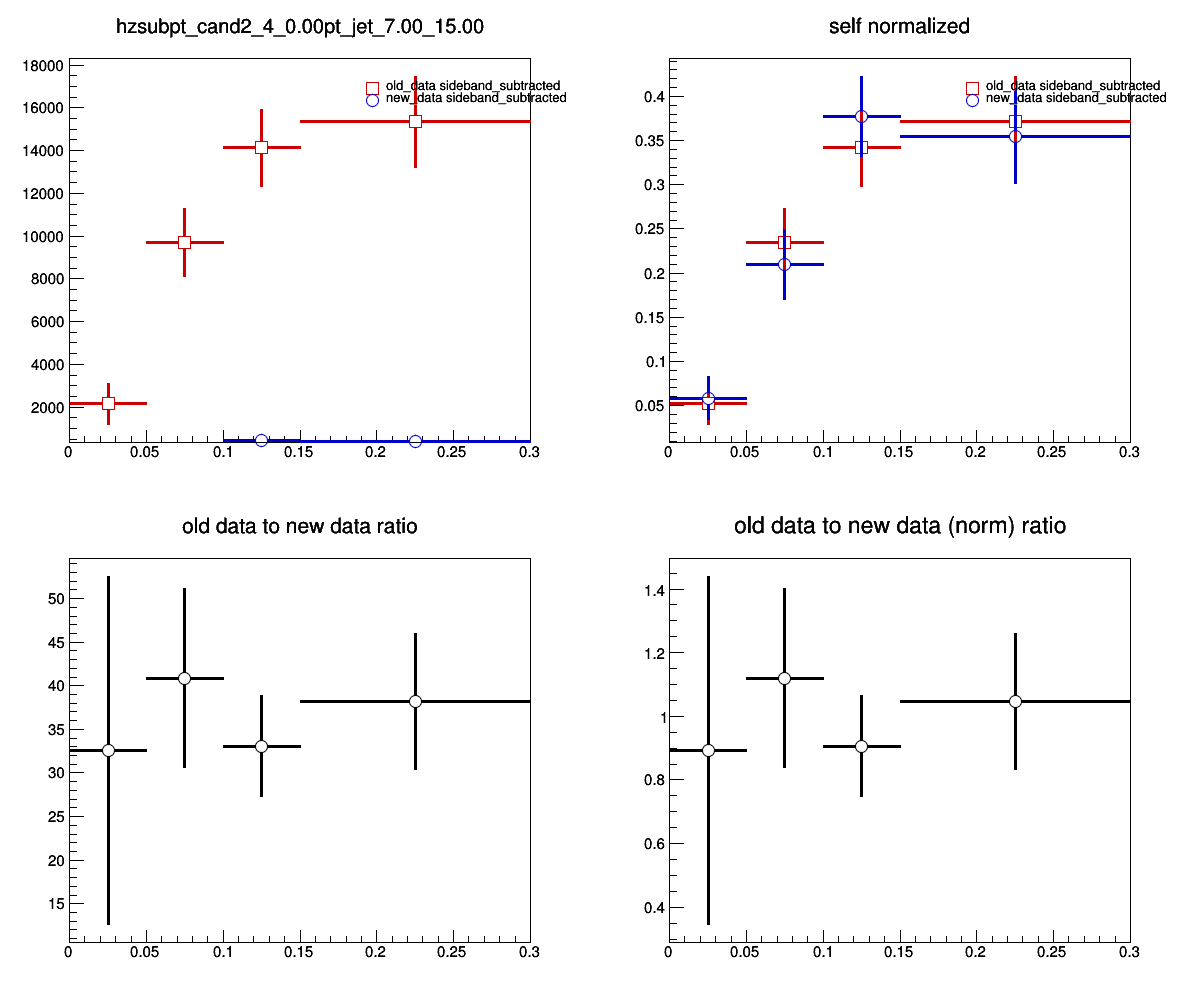 hzsubpt_cand2_4_0.00pt_jet_7.00_15.00
old_data sideband_subtracted
new_data sideband_subtracted
18000
16000
14000
12000
10000
8000
6000
4000
2000
0 0.05 0.1 0.15 0.2 0.25 0.3
self normalized
old_data sideband_subtracted
new_data sideband_subtracted
0.4
0.35
0.3
0.25
0.2
0.15
0.1
0.05
0 0.05 0.1 0.15 0.2 0.25 0.3
old data to new data ratio
50
45
40
35
30
25
20
15
0 0.05 0.1 0.15 0.2 0.25 0.3
old data to new data (norm) ratio
1.4
1.2
1
0.8
0.6
0.4
0 0.05 0.1 0.15 0.2 0.25 0.3